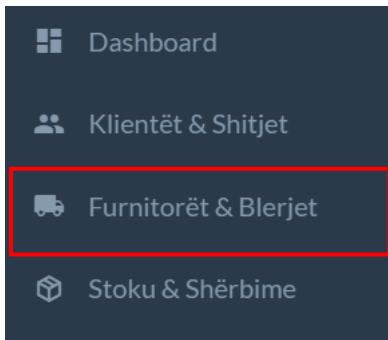 Dashboard
Klientët & Shitjet
Furnitorët & Blerjet
Stoku & Shërbime